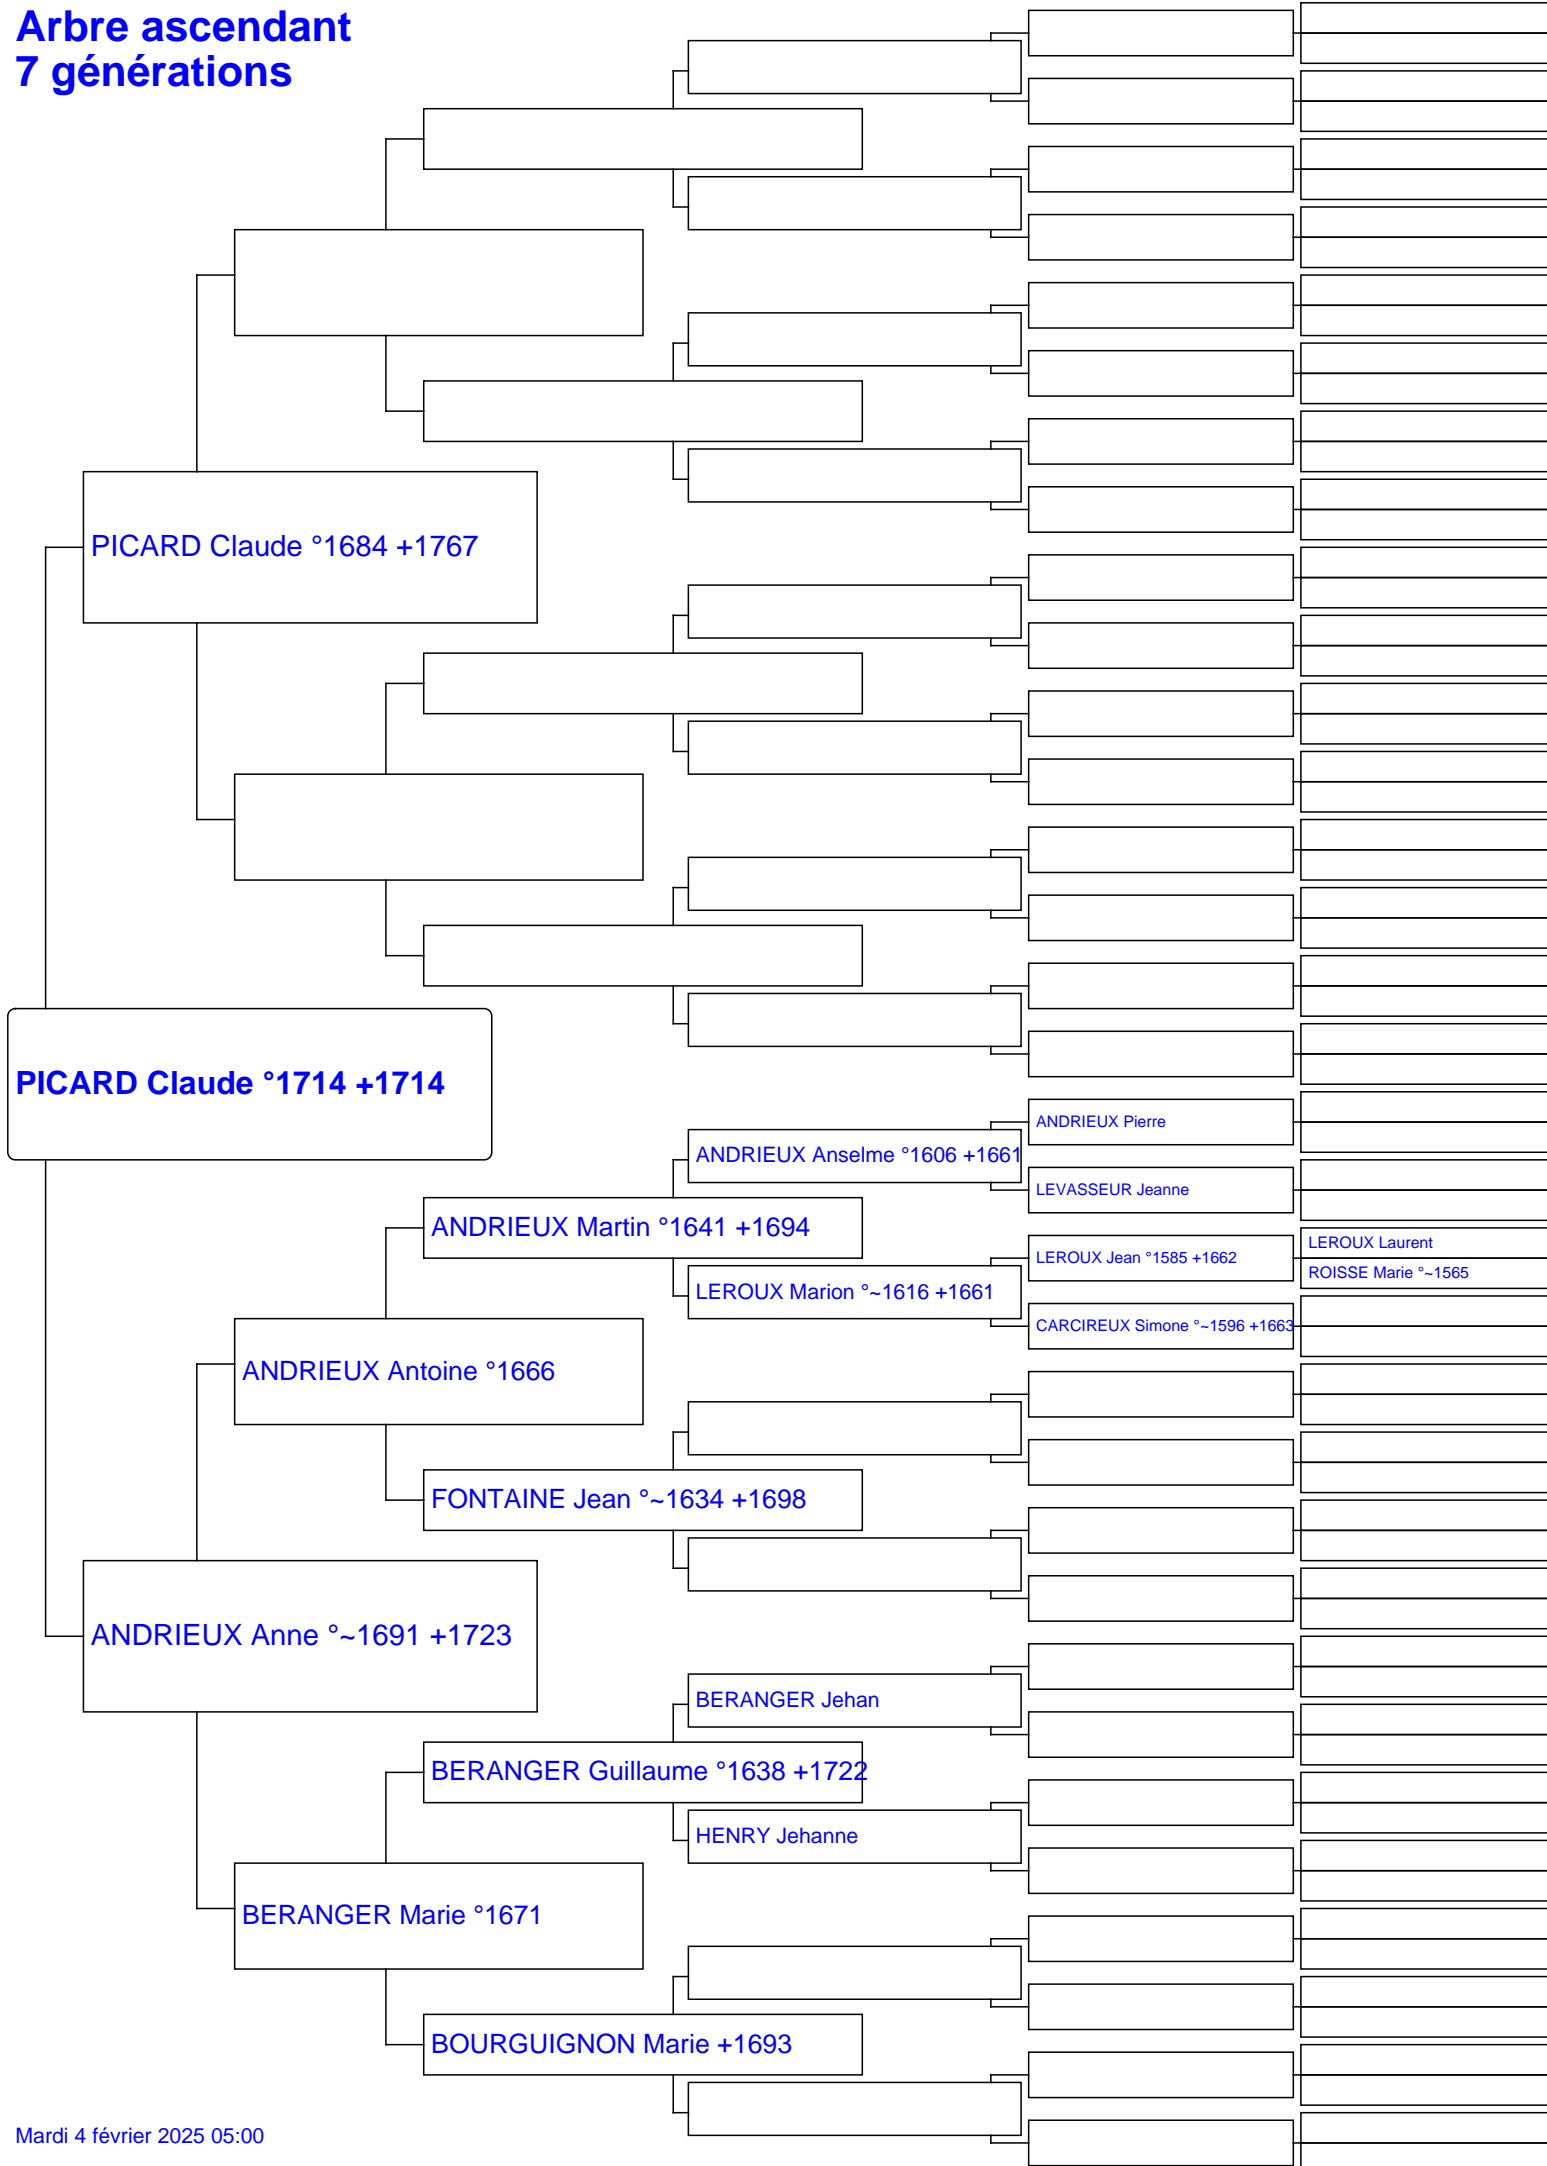 Arbre ascendant
7 générations
PICARD Claude °1684 +1767
PICARD Claude °1714 +1714
ANDRIEUX Pierre
ANDRIEUX Anselme °1606 +1661
LEVASSEUR Jeanne
ANDRIEUX Martin °1641 +1694
LEROUX Laurent
LEROUX Jean °1585 +1662
ROISSE Marie °~1565
LEROUX Marion °~1616 +1661
CARCIREUX Simone °~1596 +1663
ANDRIEUX Antoine °1666
FONTAINE Jean °~1634 +1698
ANDRIEUX Anne °~1691 +1723
BERANGER Jehan
BERANGER Guillaume °1638 +1722
HENRY Jehanne
BERANGER Marie °1671
BOURGUIGNON Marie +1693
Mardi 4 février 2025 05:00